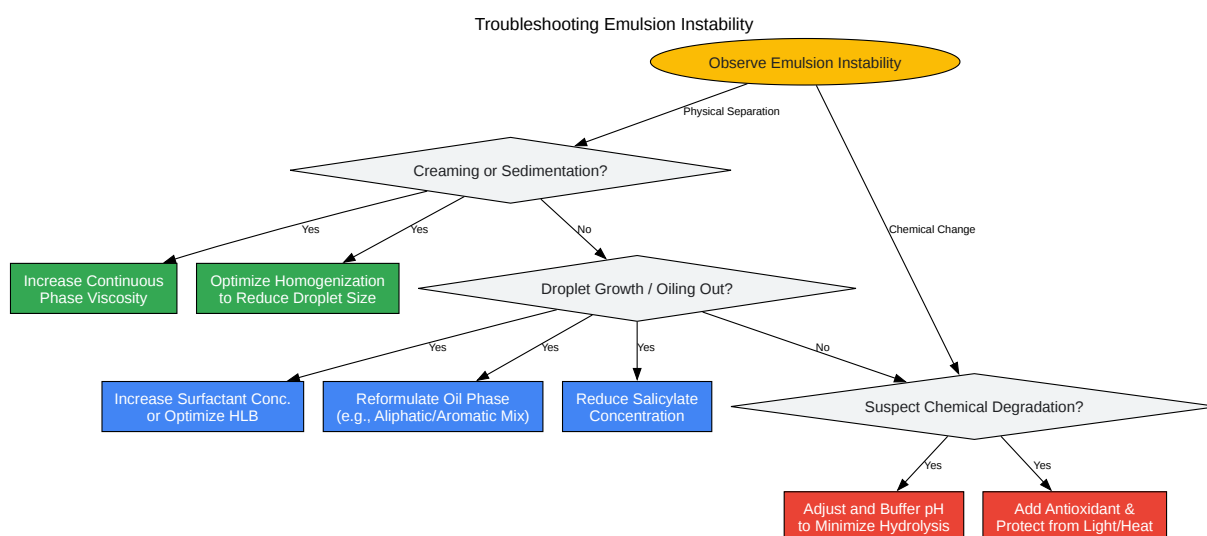 Troubleshooting Emulsion Instability
Observe Emulsion Instability
Physical Separation
Creaming or Sedimentation?
Chemical Change
Yes
Yes
No
Increase Continuous
Phase Viscosity
Optimize Homogenization
to Reduce Droplet Size
Droplet Growth / Oiling Out?
Yes
Yes
Yes
No
Increase Surfactant Conc.
or Optimize HLB
Reformulate Oil Phase
(e.g., Aliphatic/Aromatic Mix)
Reduce Salicylate
Concentration
Suspect Chemical Degradation?
Yes
Yes
Adjust and Buffer pH
to Minimize Hydrolysis
Add Antioxidant &
Protect from Light/Heat